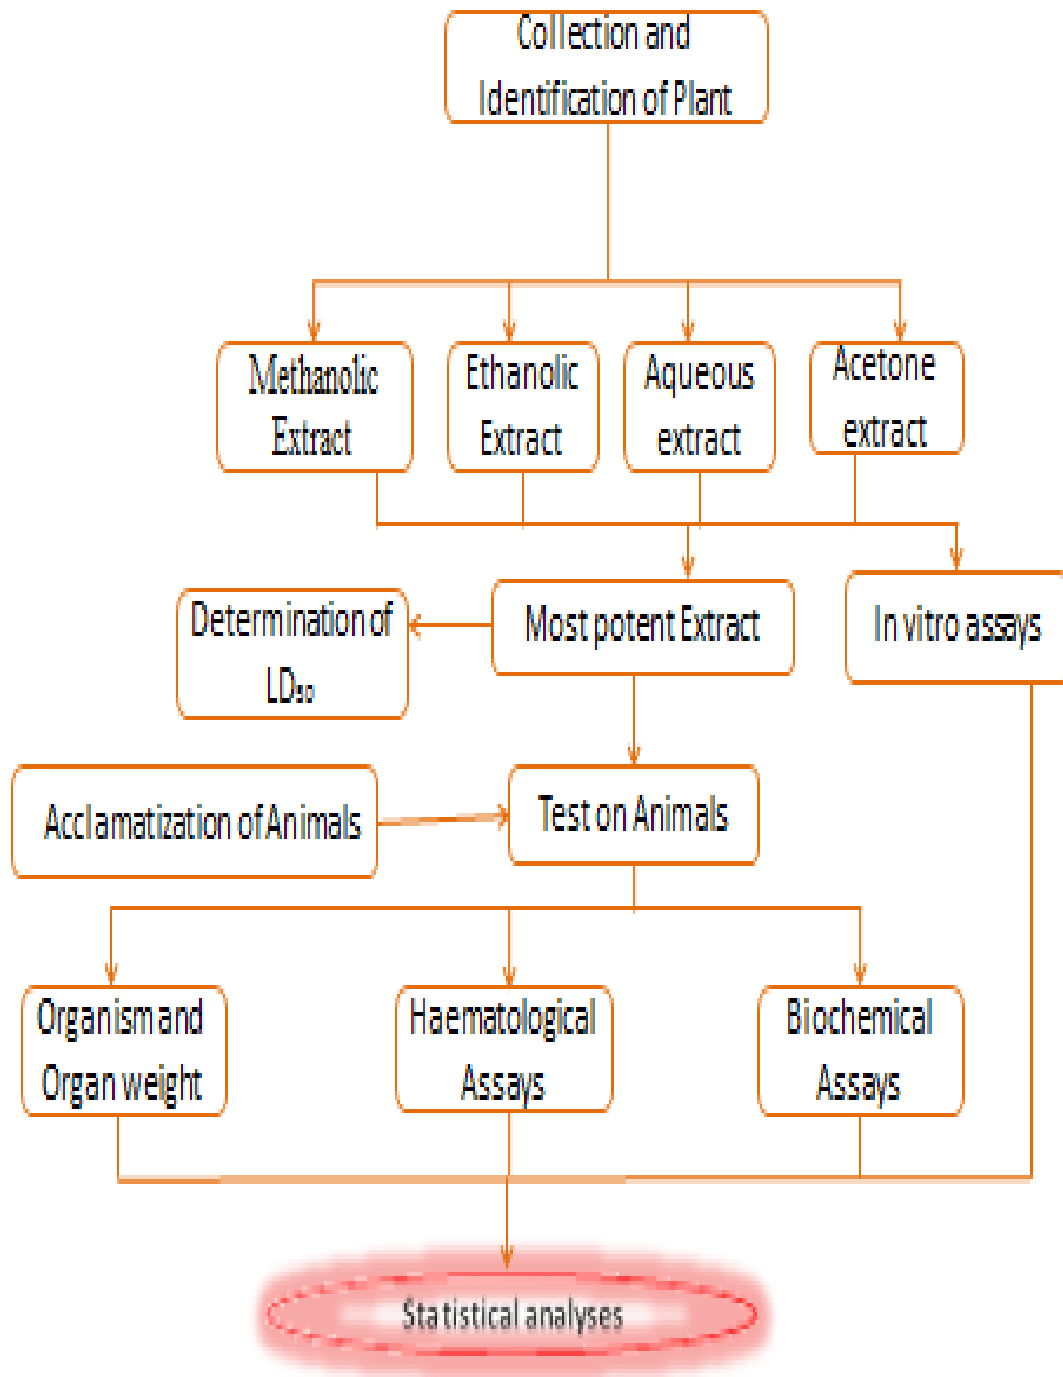 Collection and
Identification of Plant
Methanolic
Extract
Ethanolic
Extract
Aqueous
extract
Acetone
extract
Determination of
LD₅₀
Most potent Extract
In vitro assays
Acclamatization of Animals
Test on Animals
Organism and
Organ weight
Haematological
Assays
Biochemical
Assays
Statistical analyses